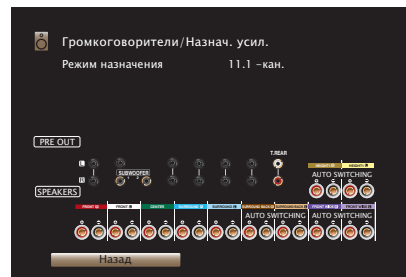 Громкоговорители/Назнач. усил.
Режим назначения 11.1 –кан.
PRE OUT
T.REAR
L
SUBWOOFER
R
AUTO SWITCHING
SPEAKERS
CENTER
AUTO SWITCHING AUTO SWITCHING
Назад